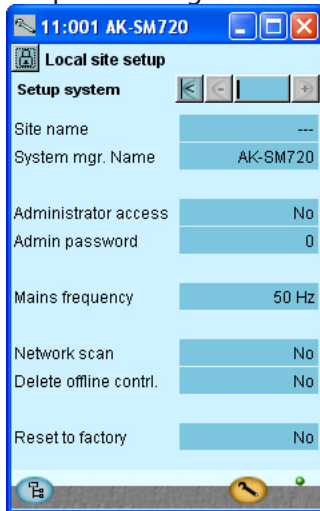 11:001 AK-SM720
Local site setup
Setup system
Site name ---
System mgr. Name AK-SM720
Administrator access No
Admin password 0
Mains frequency 50 Hz
Network scan No
Delete offline contrl. No
Reset to factory No